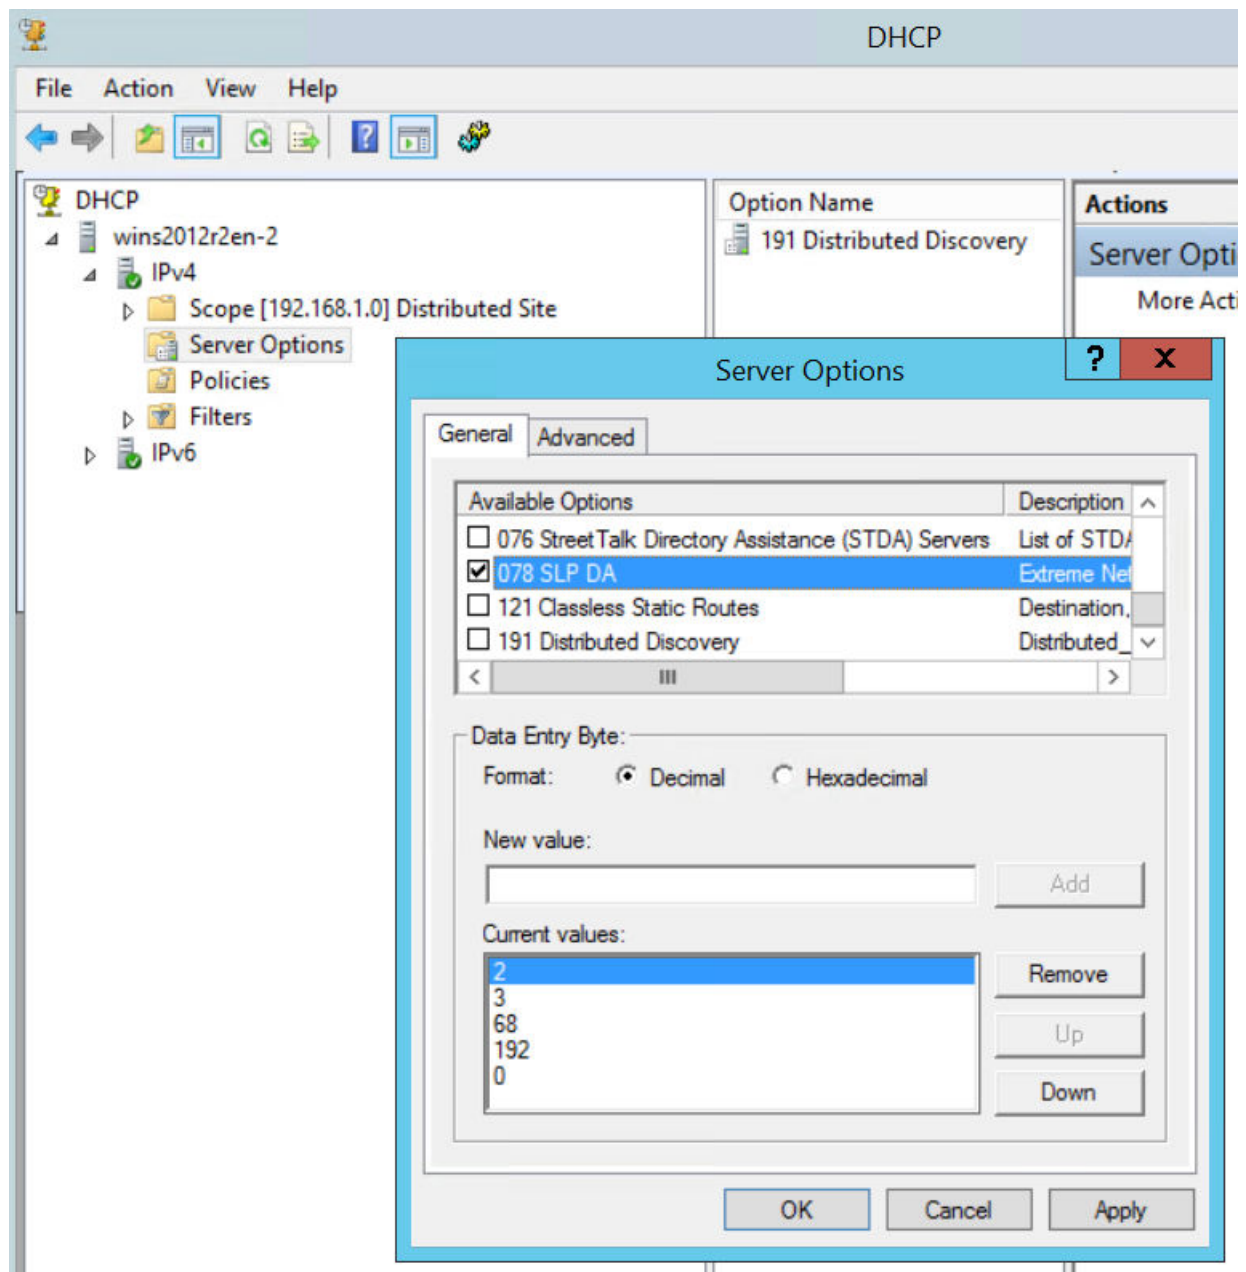 DHCP
File Action View Help
DHCP
wins2012r2en-2
IPv4
Scope [192.168.1.0] Distributed Site
Server Options
Policies
Filters
IPv6
Option Name
191 Distributed Discovery
Actions
Server Opti
More Acti
Server Options
? X
General Advanced
Available Options Description
076 StreetTalk Directory Assistance (STDA) Servers List of STDA
078 SLP DA Extreme Net
121 Classless Static Routes Destination,
191 Distributed Discovery Distributed_
Data Entry Byte:
Format: Decimal Hexadecimal
New value:
Add
Current values:
2
3
68
192
0
Remove
Up
Down
OK Cancel Apply